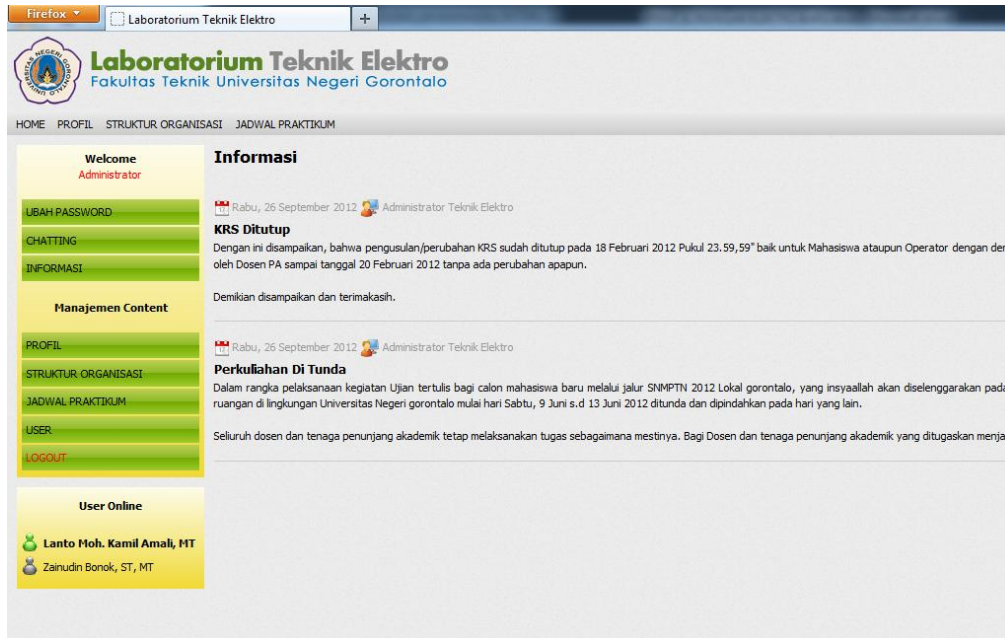 Firefox
Laboratorium Teknik Elektro
+
Laboratorium Teknik Elektro
Fakultas Teknik Universitas Negeri Gorontalo
HOME PROFIL STRUKTUR ORGANISASI JADWAL PRAKTIKUM
Welcome
Administrator
UBAH PASSWORD
CHATTING
INFORMASI
Manajemen Content
PROFIL
STRUKTUR ORGANISASI
JADWAL PRAKTIKUM
USER
LOGOUT
User Online
Lanto Moh. Kamil Amali, MT
Zainudin Bonok, ST, MT
Informasi
Rabu, 26 September 2012 Administrator Teknik Elektro
KRS Ditutup
Dengan ini disampaikan, bahwa pengusulan/perubahan KRS sudah ditutup pada 18 Februari 2012 Pukul 23.59,59" baik untuk Mahasiswa ataupun Operator dengan
oleh Dosen PA sampai tanggal 20 Februari 2012 tanpa ada perubahan apapun.
Demikian disampaikan dan terimakasih.
Rabu, 26 September 2012 Administrator Teknik Elektro
Perkuliahan Di Tunda
Dalam rangka pelaksanaan kegiatan Ujian tertulis bagi calon mahasiswa baru melalui jalur SNMPTN 2012 Lokal gorontalo, yang insyaallah akan diselenggarakan pada
ruangan di lingkungan Universitas Negeri gorontalo mulai hari Sabtu, 9 Juni s.d 13 Juni 2012 ditunda dan dipindahkan pada hari yang lain.
Seliuruh dosen dan tenaga penunjang akademik tetap melaksanakan tugas sebagaimana mestinya. Bagi Dosen dan tenaga penunjang akademik yang ditugaskan